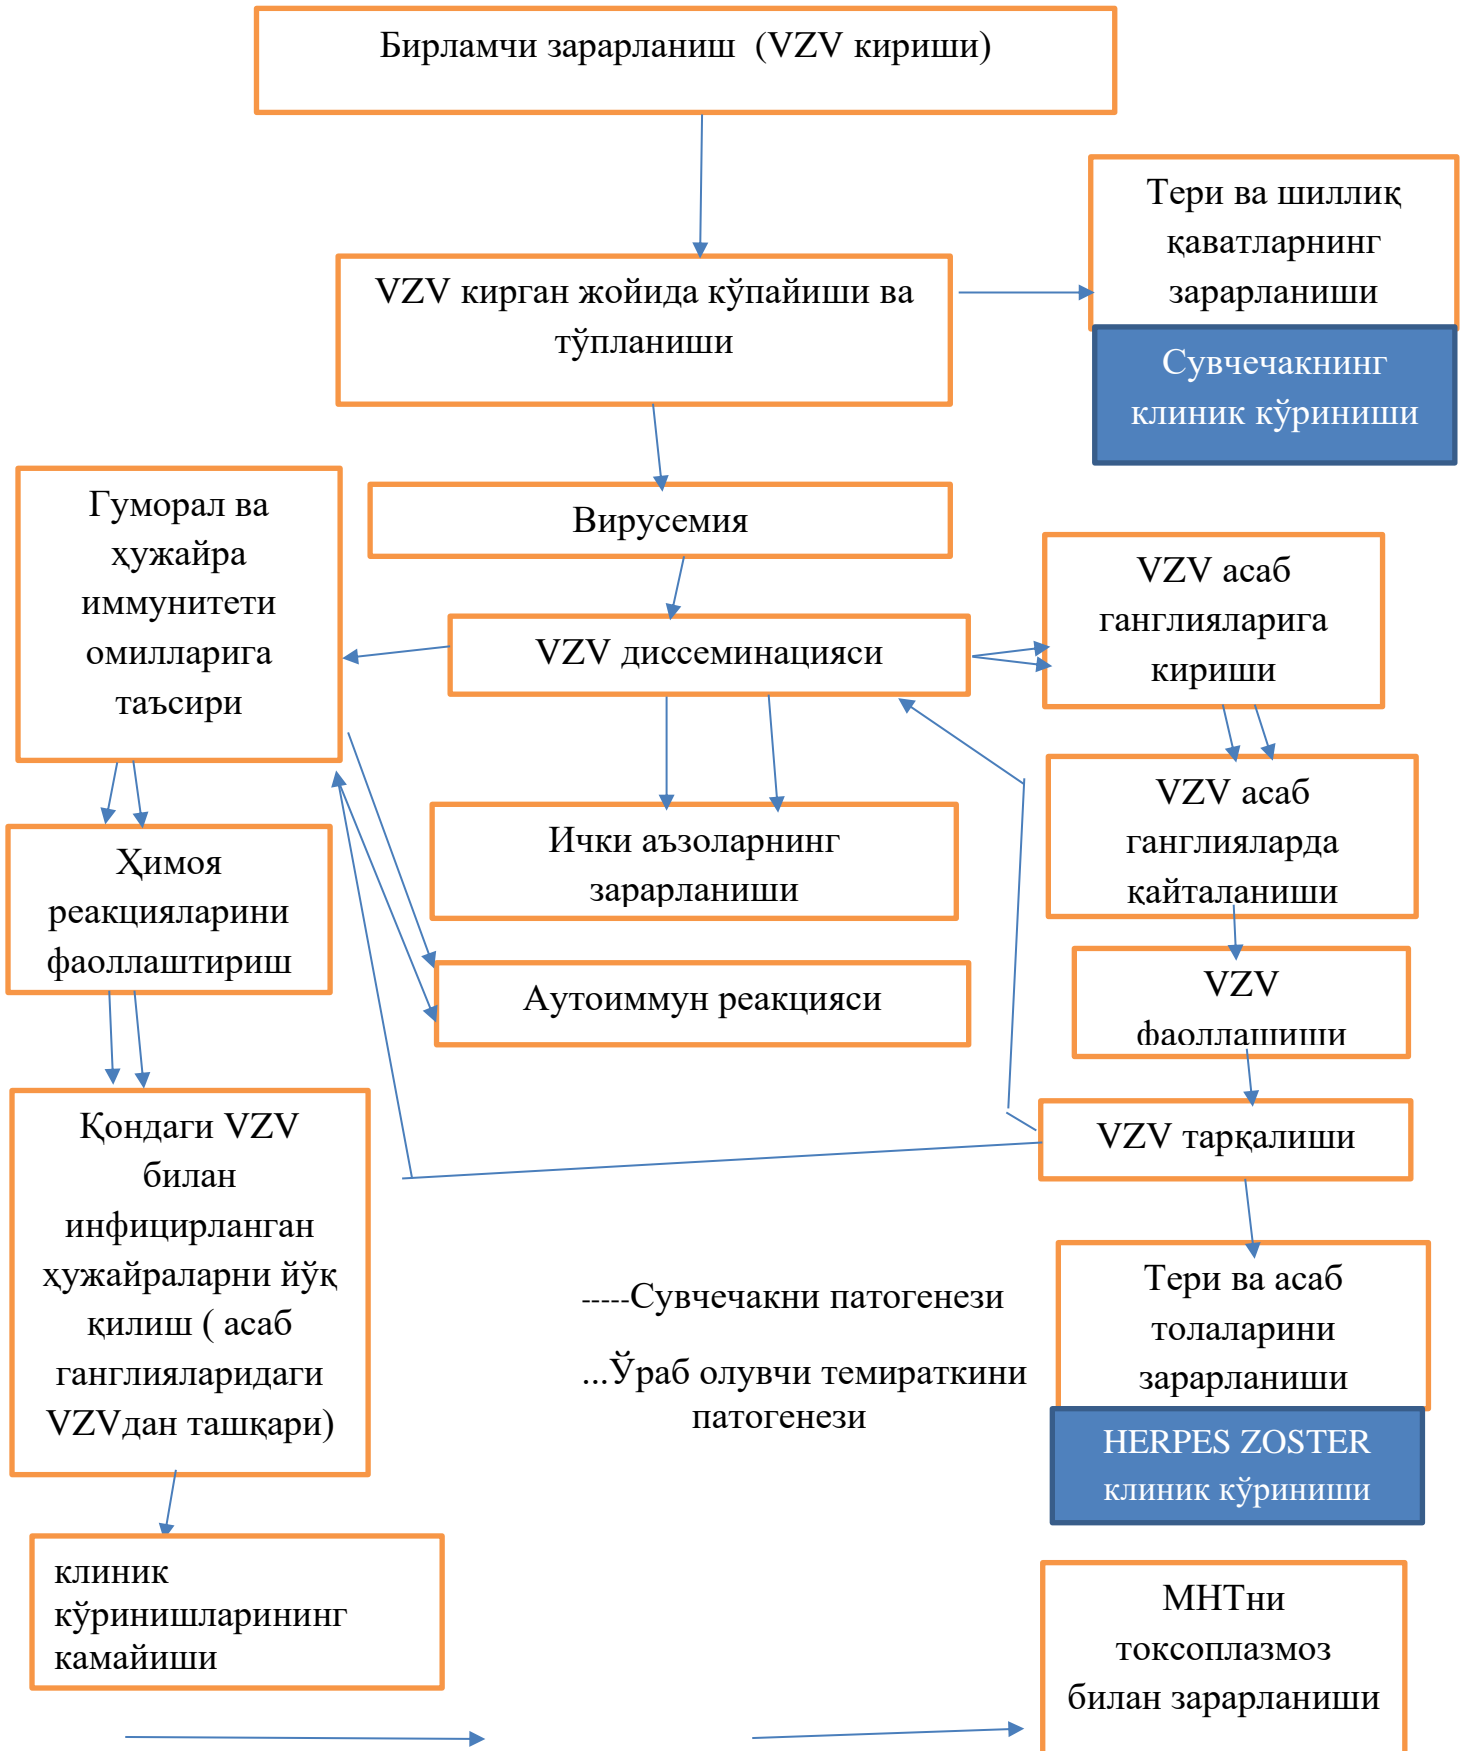 Бирламчи зарарланиш (VZV кириши)
Тери ва шиллиқ
қаватларнинг
зарарланиши
VZV кирган жойида кўпайиши ва
тўпланиши
Сувчечакнинг
клиник кўриниши
Гуморал ва
ҳужайра
иммунитети
омилларига
таъсири
Вирусемия
VZV асаб
ганглияларига
кириши
VZV диссеминацияси
VZV асаб
ганглияларда
қайталаниши
Ички аъзоларнинг
зарарланиши
Ҳимоя
реакцияларини
фаоллаштириш
Аутоиммун реакцияси
VZV
фаоллашиши
Қондаги VZV
билан
инфицирланган
ҳужайраларни йўқ
қилиш ( асаб
ганглияларидаги
VZVдан ташқари)
VZV тарқалиши
Тери ва асаб
толаларини
зарарланиши
-----Сувчечакни патогенези
...Ўраб олувчи темираткини
патогенези
HERPES ZOSTER
клиник кўриниши
клиник
кўринишларининг
камайиши
МНТни
токсоплазмоз
билан зарарланиши